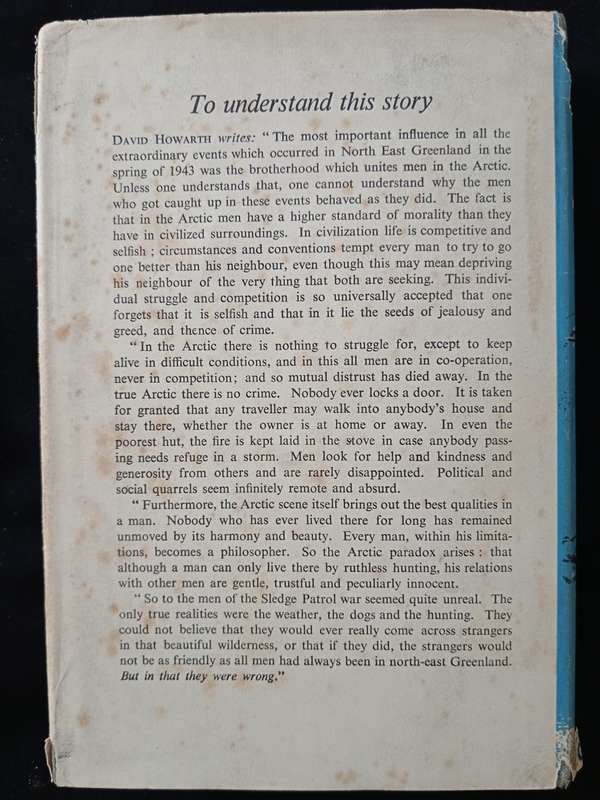 To understand this story
DAVID HOWARTH writes: “The most important influence in all the
extraordinary events which occurred in North East Greenland in the
spring of 1943 was the brotherhood which unites men in the Arctic.
Unless one understands that, one cannot understand why the men
who got caught up in these events behaved as they did. The fact is
that in the Arctic men have a higher standard of morality than they
have in civilized surroundings. In civilization life is competitive and
selfish ; circumstances and conventions tempt every man to try to go
one better than his neighbour, even though this may mean depriving
his neighbour of the very thing that both are seeking. This indivi-
dual struggle and competition is so universally accepted that one
forgets that it is selfish and that in it lie the seeds of jealousy and
greed, and thence of crime.
“In the Arctic there is nothing to struggle for, except to keep
alive in difficult conditions, and in this all men are in co-operation,
never in competition; and so mutual distrust has died away. In the
true Arctic there is no crime. Nobody ever locks a door. It is taken
for granted that any traveller may walk into anybody’s house and
stay there, whether the owner is at home or away. In even the
poorest hut, the fire is kept laid in the stove in case anybody pass-
ing needs refuge in a storm. Men look for help and kindness and
generosity from others and are rarely disappointed. Political and
social quarrels seem infinitely remote and absurd.
“Furthermore, the Arctic scene itself brings out the best qualities in
a man. Nobody who has ever lived there for long has remained
unmoved by its harmony and beauty. Every man, within his limita-
tions, becomes a philosopher. So the Arctic paradox arises : that
although a man can only live there by ruthless hunting, his relations
with other men are gentle, trustful and peculiarly innocent.
“So to the men of the Sledge Patrol war seemed quite unreal. The
only true realities were the weather, the dogs and the hunting. They
could not believe that they would ever really come across strangers
in that beautiful wilderness, or that if they did, the strangers would
not be as friendly as all men had always been in north-east Greenland.
But in that they were wrong.”